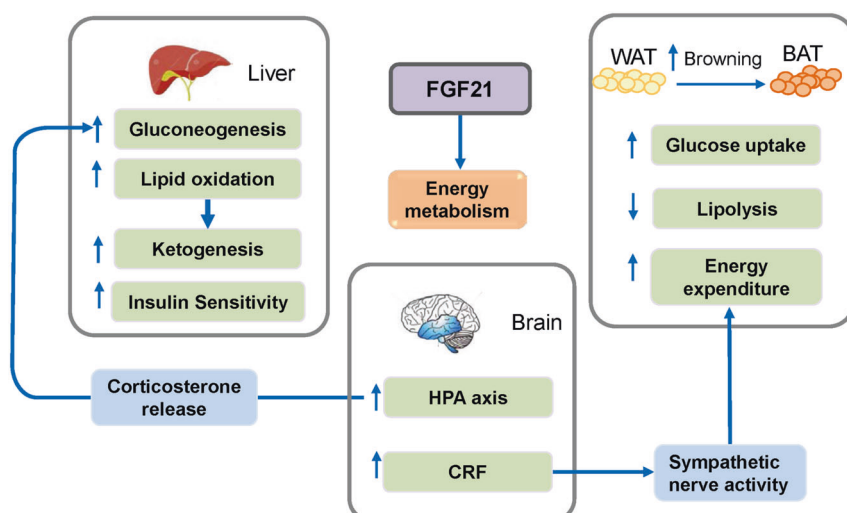 Liver
Gluconeogenesis
Lipid oxidation
Ketogenesis
Insulin Sensitivity
FGF21
Energy
metabolism
WAT
Browning
BAT
Glucose uptake
Lipolysis
Energy
expenditure
Brain
HPA axis
CRF
Corticosterone
release
Sympathetic
nerve activity